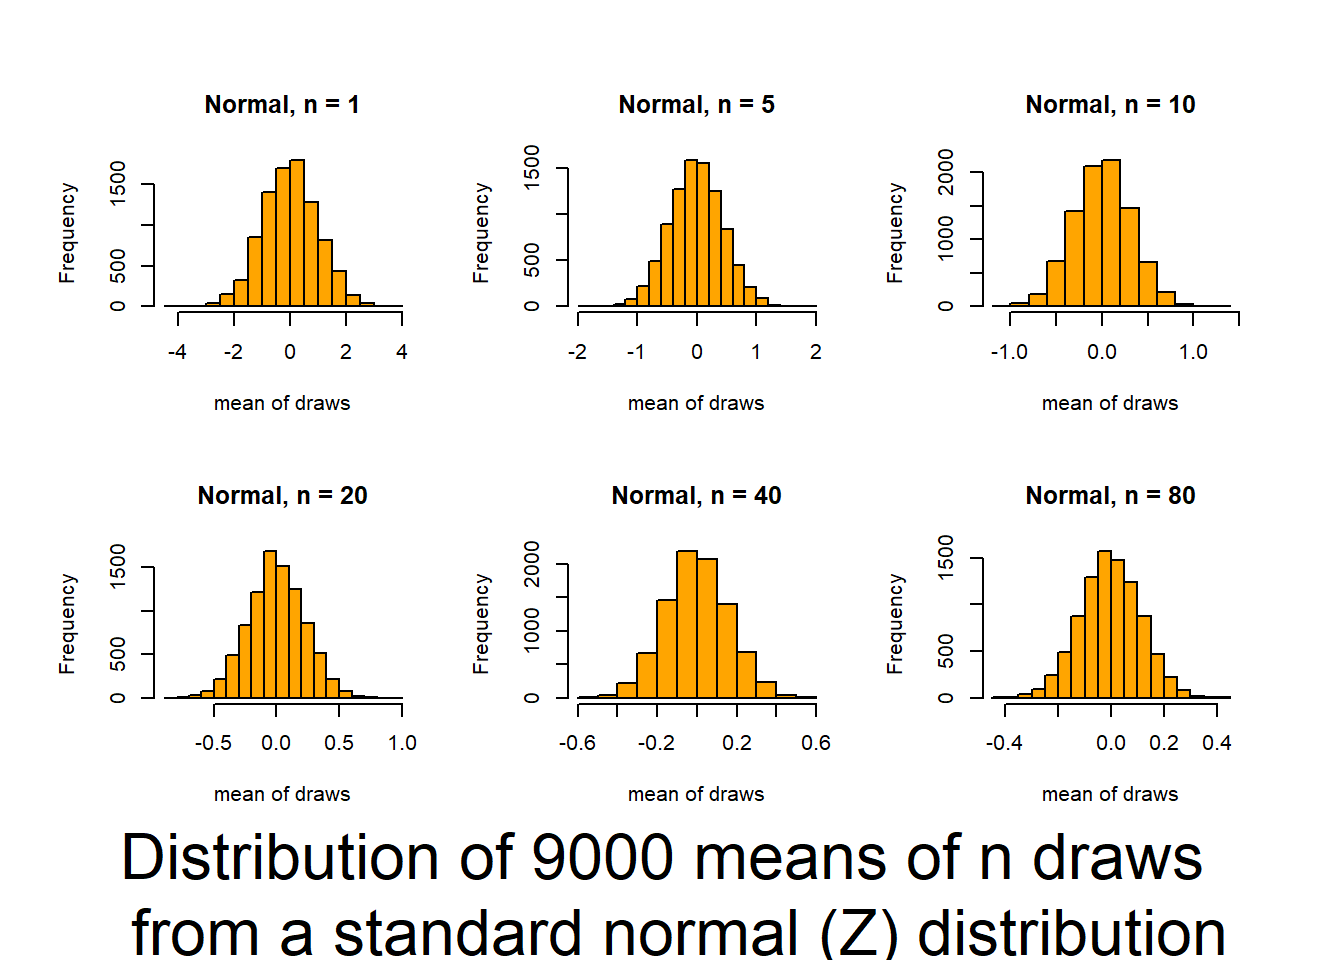 Normal, n = 1
Frequency
0 500 1500
-4 -2 0 2 4
mean of draws
Normal, n = 5
Frequency
0 500 1500
-2 -1 0 1 2
mean of draws
Normal, n = 10
Frequency
0 1000 2000
-1.0 0.0 1.0
mean of draws
Normal, n = 20
Frequency
0 500 1500
-0.5 0.0 0.5 1.0
mean of draws
Normal, n = 40
Frequency
0 1000 2000
-0.6 -0.2 0.2 0.6
mean of draws
Normal, n = 80
Frequency
0 500 1500
-0.4 0.0 0.2 0.4
mean of draws
Distribution of 9000 means of n draws
from a standard normal (Z) distribution